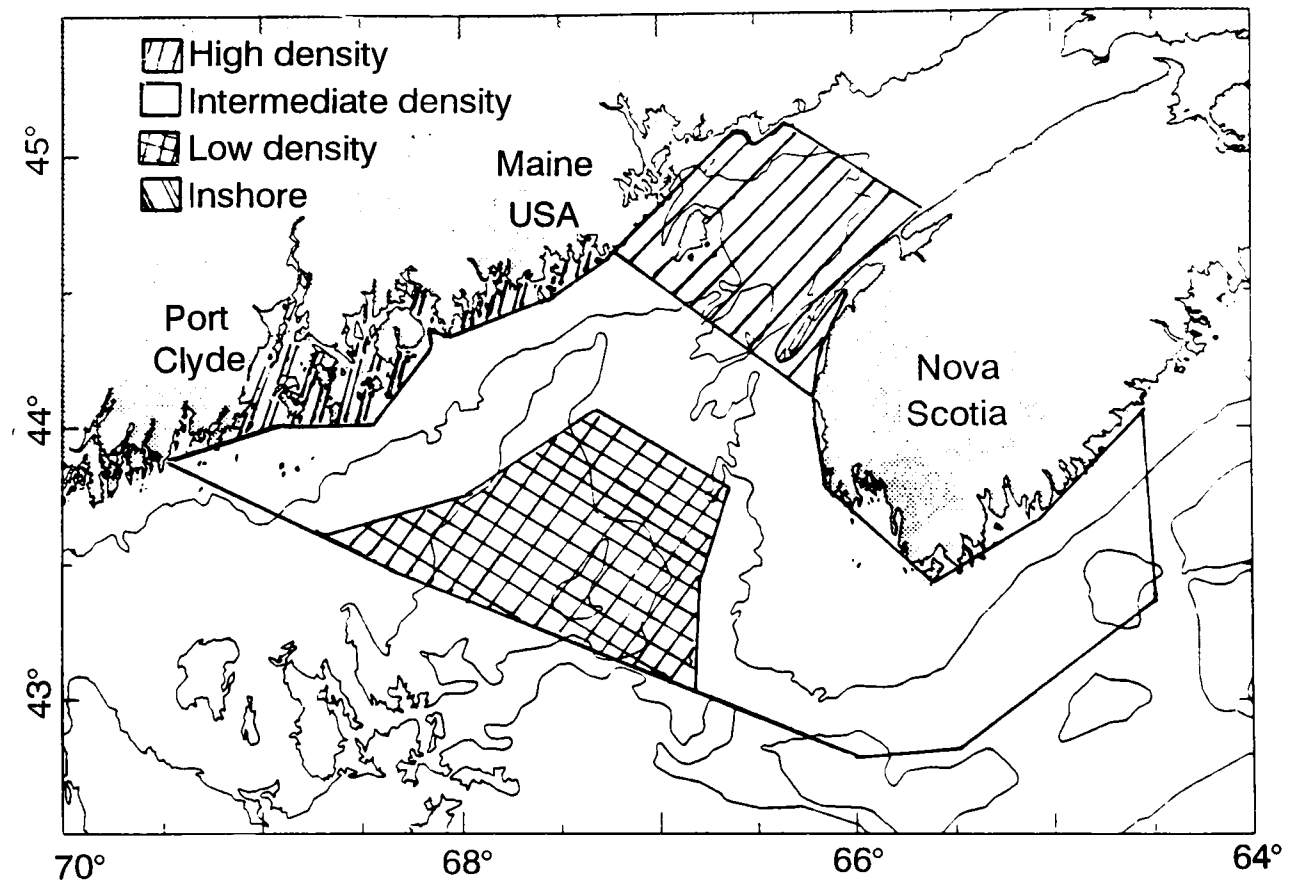 High density
Intermediate density
Low density
Inshore
Maine
USA
Port
Clyde
Nova
Scotia
45°
44°
43°
70°
68°
66°
64°